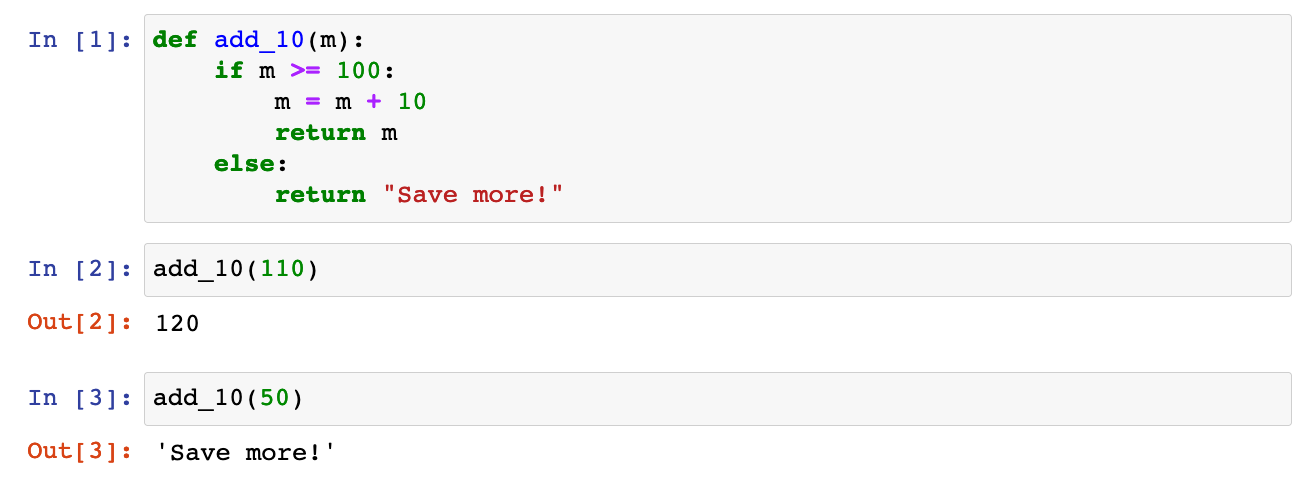 In [1]: def add_10(m):
    if m >= 100:
        m = m + 10
        return m
    else:
        return "Save more!"
In [2]: add_10(110)
Out[2]: 120
In [3]: add_10(50)
Out[3]: 'Save more!'